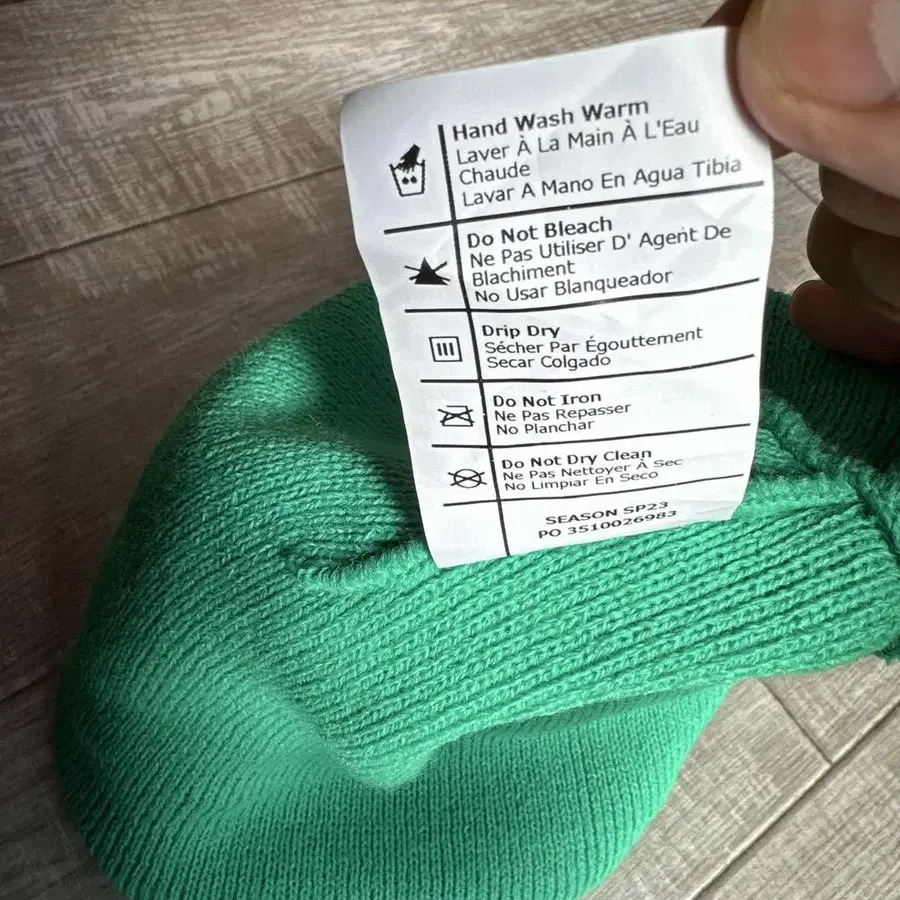 Hand Wash Warm
Laver À La Main À L'Eau
Chaude
Lavar A Mano En Agua Tibia
Do Not Bleach
Ne Pas Utiliser D' Agent De
Blachiment
No Usar Blanqueador
Drip Dry
Sécher Par Égouttement
Secar Colgado
Do Not Iron
Ne Pas Repasser
No Planchar
Do Not Dry Clean
Ne Pas Nettoyer À Sec
No Limpiar En Seco
SEASON SP23
PO 3510026983